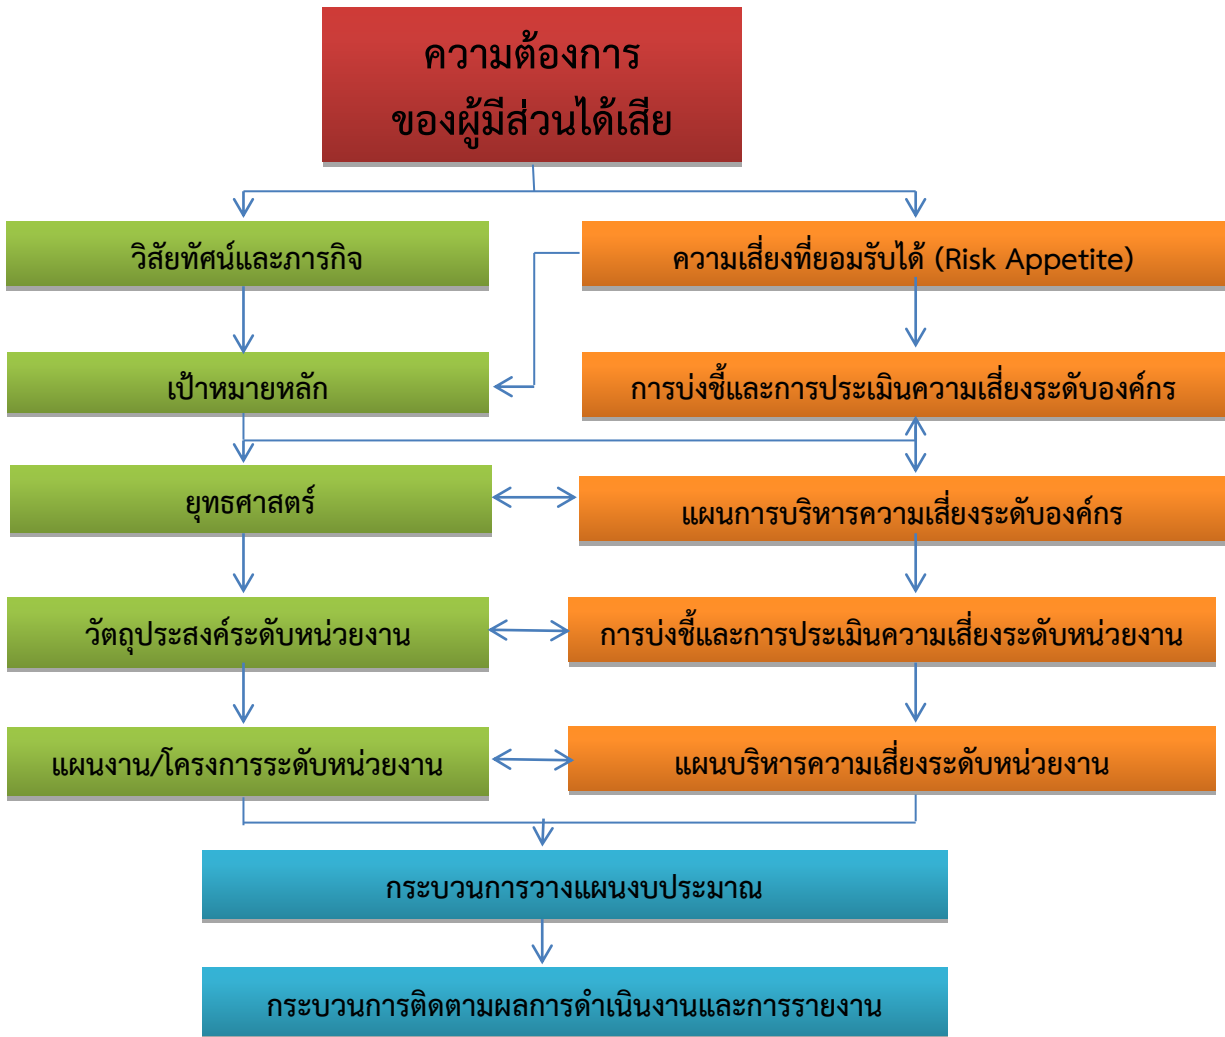 ความต้องการ
ของผู้มีส่วนได้เสีย
วิสัยทัศน์และภารกิจ
ความเสี่ยงที่ยอมรับได้ (Risk Appetite)
เป้าหมายหลัก
การบ่งชี้และการประเมินความเสี่ยงระดับองค์กร
ยุทธศาสตร์
แผนการบริหารความเสี่ยงระดับองค์กร
วัตถุประสงค์ระดับหน่วยงาน
การบ่งชี้และการประเมินความเสี่ยงระดับหน่วยงาน
แผนงาน/โครงการระดับหน่วยงาน
แผนบริหารความเสี่ยงระดับหน่วยงาน
กระบวนการวางแผนงบประมาณ
กระบวนการติดตามผลการดำเนินงานและการรายงาน